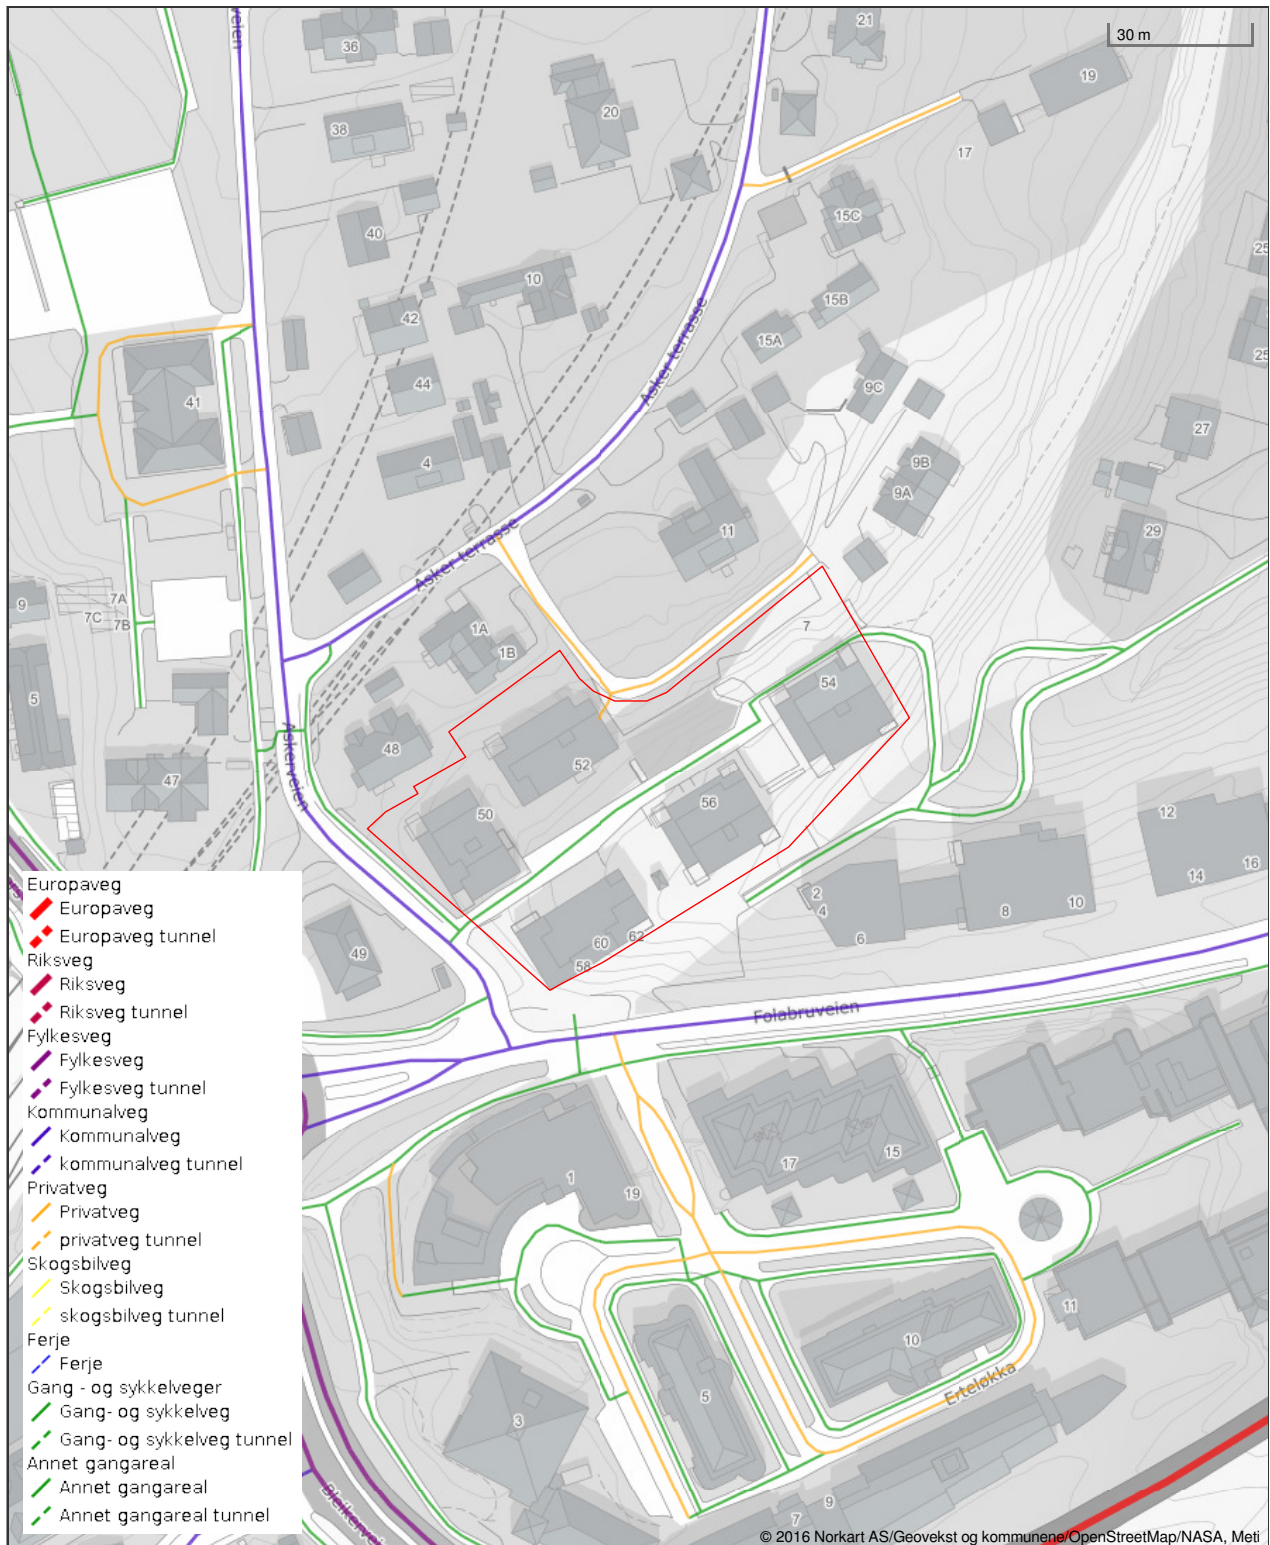 veien
36
21
30 m
19
38
20
17
15C
40
10
15B
42
15A
Asker terrasse
44
9C
41
27
4
9B
9A
11
29
Asker terrasse
9
7A
7C
7B
1A
1B
7
5
54
48
52
47
Askerveien
56
50
12
16
14
2
4
10
8
6
60
62
58
49
Folabruveien
Europaveg
Europaveg
Europaveg tunnel
Riksveg
Riksveg
Riksveg tunnel
Fylkesveg
Fylkesveg
Fylkesveg tunnel
Kommunalveg
Kommunalveg
kommunalveg tunnel
Privatveg
Privatveg
privatveg tunnel
Skogsbilveg
Skogsbilveg
skogsbilveg tunnel
Ferje
Ferje
Gang - og sykkelveger
Gang- og sykkelveg
Gang- og sykkelveg tunnel
Annet gangareal
Annet gangareal
Annet gangareal tunnel
17
15
1
19
11
10
5
Erteløkka
3
9
7
© 2016 Norkart AS/Geovekst og kommunene/OpenStreetMap/NASA, Meti